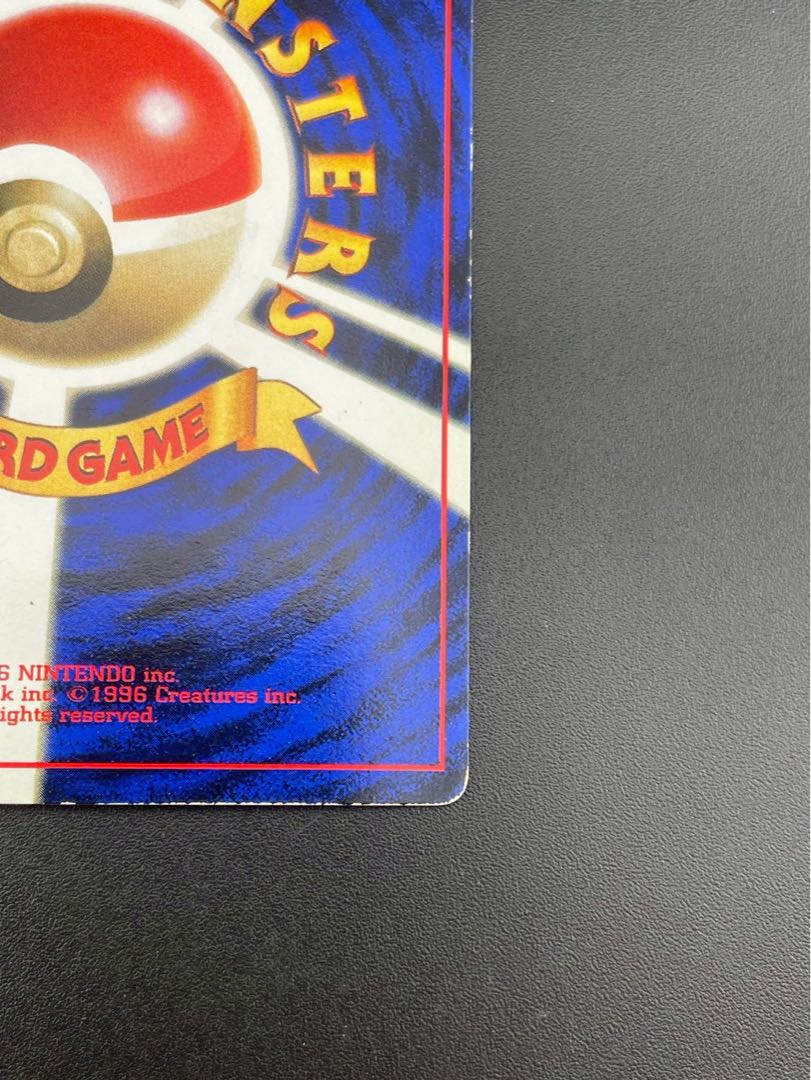 NSTERS
RD GAME
6 NINTENDO inc.
k inc. ©1996 Creatures inc.
ights reserved.